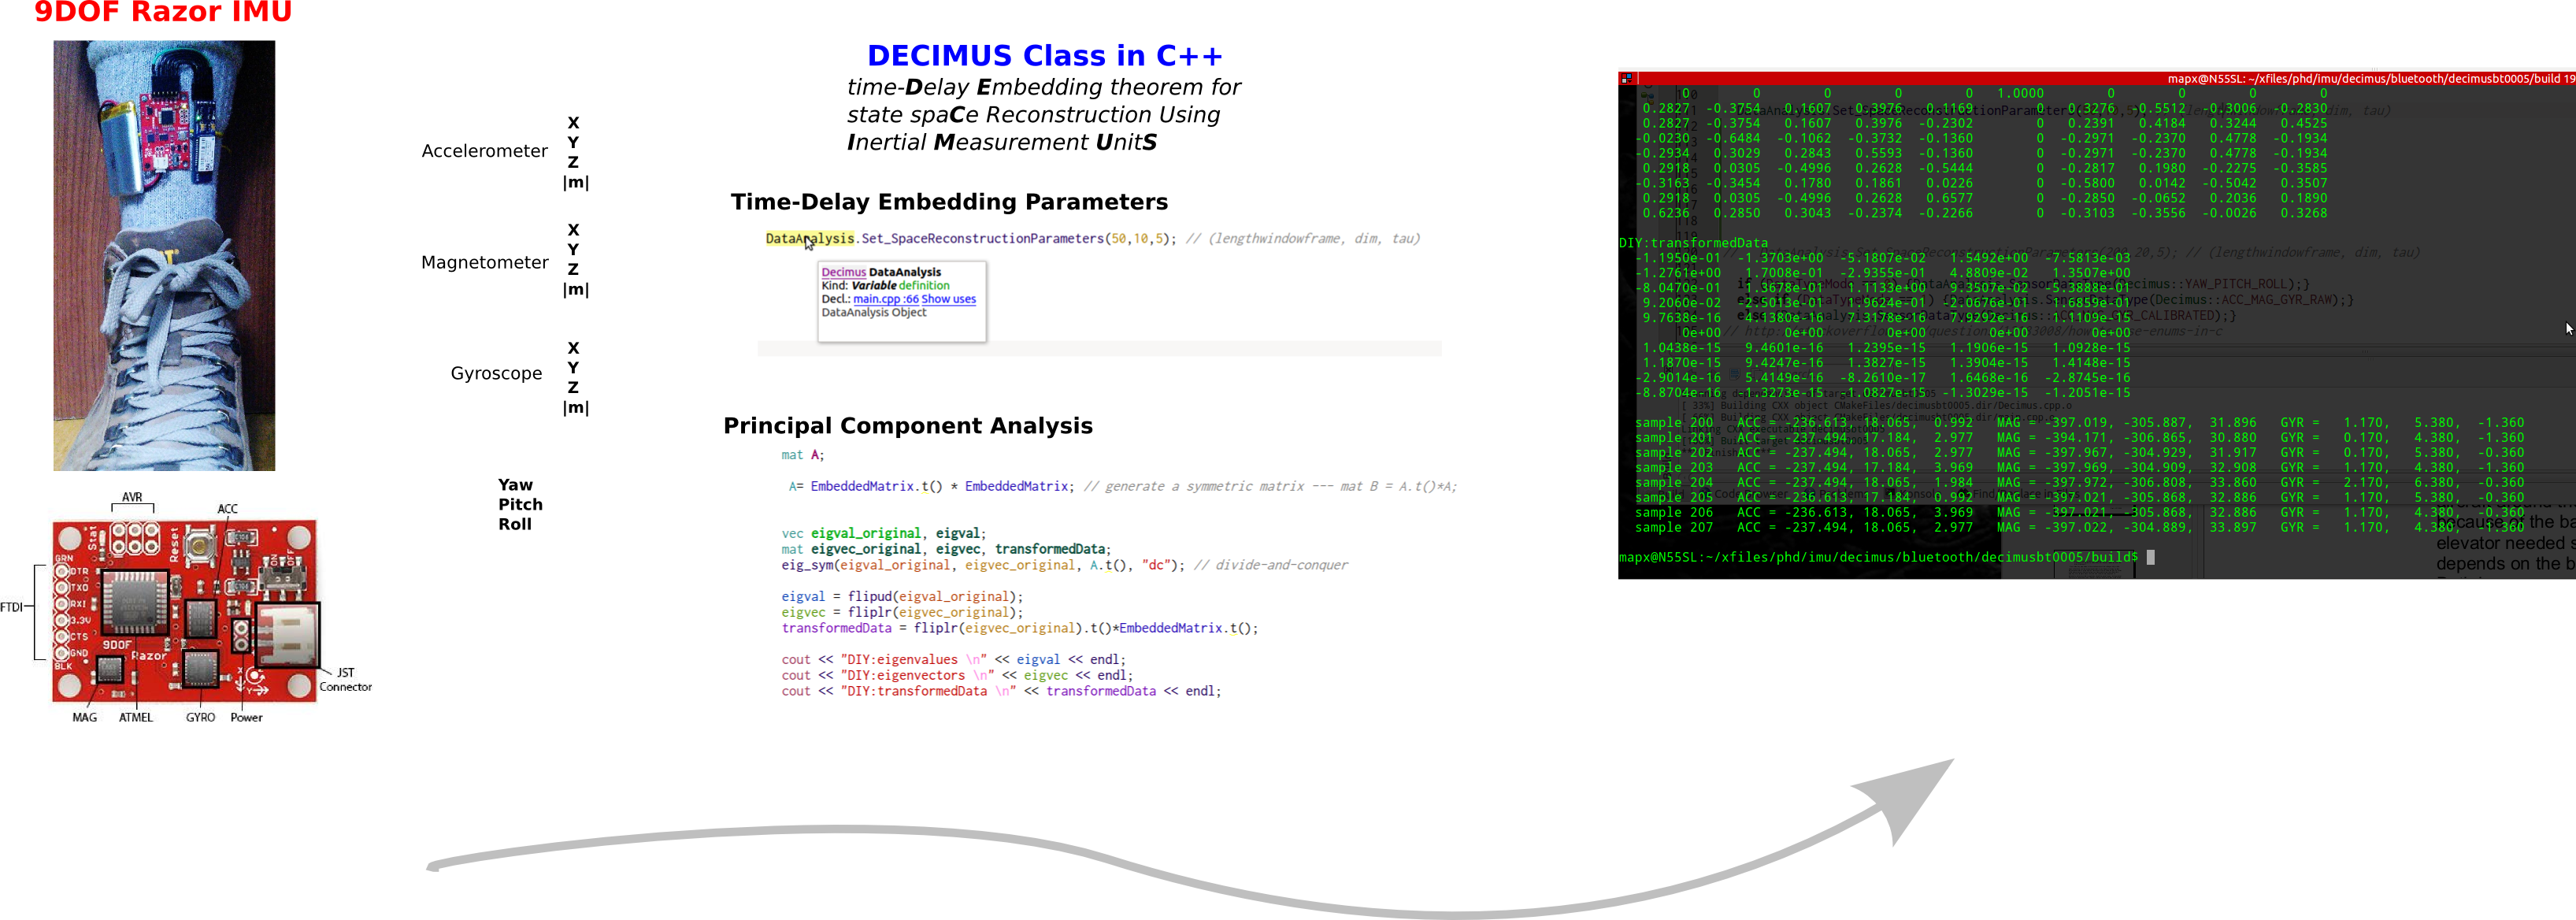 9DOF Razor IMU
Accelerometer
X
Y
Z
|m|
Magnetometer
X
Y
Z
|m|
Gyroscope
X
Y
Z
|m|
Yaw
Pitch
Roll
AVR
ACC
Stat
Reset
ON
OFF
GRN
DTR
TXO
RXI
3.3V
CTS
GND
BLK
FTDI
9DOF
Razor
JST
Connector
MAG
ATMEL
GYRO
Power
DECIMUS Class in C++
time-Delay Embedding theorem for
state spaCe Reconstruction Using
Inertial Measurement UnitS
Time-Delay Embedding Parameters
DataAnalysis.Set_SpaceReconstructionParameters(50,10,5); // (lengthwindowframe, dim, tau)
Decimus DataAnalysis
Kind: Variable definition
Decl.: main.cpp :66 Show uses
DataAnalysis Object
Principal Component Analysis
mat A;
A= EmbeddedMatrix.t() * EmbeddedMatrix; // generate a symmetric matrix --- mat B = A.t()*A;
vec eigval_original, eigval;
mat eigvec_original, eigvec, transformedData;
eig_sym(eigval_original, eigvec_original, A.t(), "dc"); // divide-and-conquer
eigval = flipud(eigval_original);
eigvec = fliplr(eigvec_original);
transformedData = fliplr(eigvec_original).t()*EmbeddedMatrix.t();
cout << "DIY:eigenvalues \n" << eigval << endl;
cout << "DIY:eigenvectors \n" << eigvec << endl;
cout << "DIY:transformedData \n" << transformedData << endl;
mapx@N55SL: ~/xfiles/phd/imu/decimus/bluetooth/decimusbt0005/build 19
0 0 0 0 0 1.0000 0 0 0 0
0.2827 -0.3754 0.1607 0.3976 0.1169 0 0.3276 -0.5512 -0.3006 -0.2830
0.2827 -0.3754 0.1607 0.3976 -0.2302 0 0.2391 0.4184 0.3244 0.4525
-0.0230 -0.6484 -0.1062 -0.3732 -0.1360 0 -0.2971 -0.2370 0.4778 -0.1934
-0.2934 0.3029 0.2843 0.5593 -0.1360 0 -0.2971 -0.2370 0.4778 -0.1934
0.2918 0.0305 -0.4996 0.2628 -0.5444 0 -0.2817 0.1980 -0.2275 -0.3585
-0.3163 -0.3454 0.1780 0.1861 0.0226 0 -0.5800 0.0142 -0.5042 0.3507
0.2918 0.0305 -0.4996 0.2628 0.6577 0 -0.2850 -0.0652 0.2036 0.1890
0.6236 0.2850 0.3043 -0.2374 -0.2266 0 -0.3103 -0.3556 -0.0026 0.3268
DIY:transformedData
-1.1950e-01 -1.3703e+00 -5.1807e-02 1.5492e+00 -7.5813e-03
-1.2761e+00 1.7008e-01 -2.9355e-01 4.8809e-02 1.3507e+00
-8.0470e-01 1.3678e-01 1.1133e+00 9.3507e-02 -5.3888e-01
9.2060e-02 -2.5013e-01 1.9624e-01 -2.0676e-01 1.6859e-01
9.7638e-16 4.1380e-16 7.3178e-16 7.9292e-16 1.1109e-15
0e+00 0e+00 0e+00 0e+00 0e+00
1.0438e-15 9.4601e-16 1.2395e-15 1.1906e-15 1.0928e-15
1.1870e-15 9.4247e-16 1.3827e-15 1.3904e-15 1.4148e-15
-2.9014e-16 5.4149e-16 -8.2610e-17 1.6468e-16 -2.8745e-16
-8.8704e-16 -1.3273e-15 -1.0827e-15 -1.3029e-15 -1.2051e-15
sample 200 ACC = -236.613, 18.065, 0.992 MAG = -397.019, -305.887, 31.896 GYR = 1.170, 5.380, -1.360
sample 201 ACC = -237.494, 17.184, 2.977 MAG = -394.171, -306.865, 30.880 GYR = 0.170, 4.380, -1.360
sample 202 ACC = -237.494, 18.065, 2.977 MAG = -397.967, -304.929, 31.917 GYR = 0.170, 5.380, -0.360
sample 203 ACC = -237.494, 17.184, 3.969 MAG = -397.969, -304.909, 32.908 GYR = 1.170, 4.380, -1.360
sample 204 ACC = -237.494, 18.065, 1.984 MAG = -397.972, -306.808, 33.860 GYR = 2.170, 6.380, -0.360
sample 205 ACC = -236.613, 17.184, 0.992 MAG = -397.021, -305.868, 32.886 GYR = 1.170, 5.380, -0.360
sample 206 ACC = -236.613, 18.065, 3.969 MAG = -397.021, -305.868, 32.886 GYR = 1.170, 4.380, -0.360
sample 207 ACC = -237.494, 18.065, 2.977 MAG = -397.022, -304.889, 33.897 GYR = 1.170, 4.380, -1.360
mapx@N55SL:~/xfiles/phd/imu/decimus/bluetooth/decimusbt0005/build$